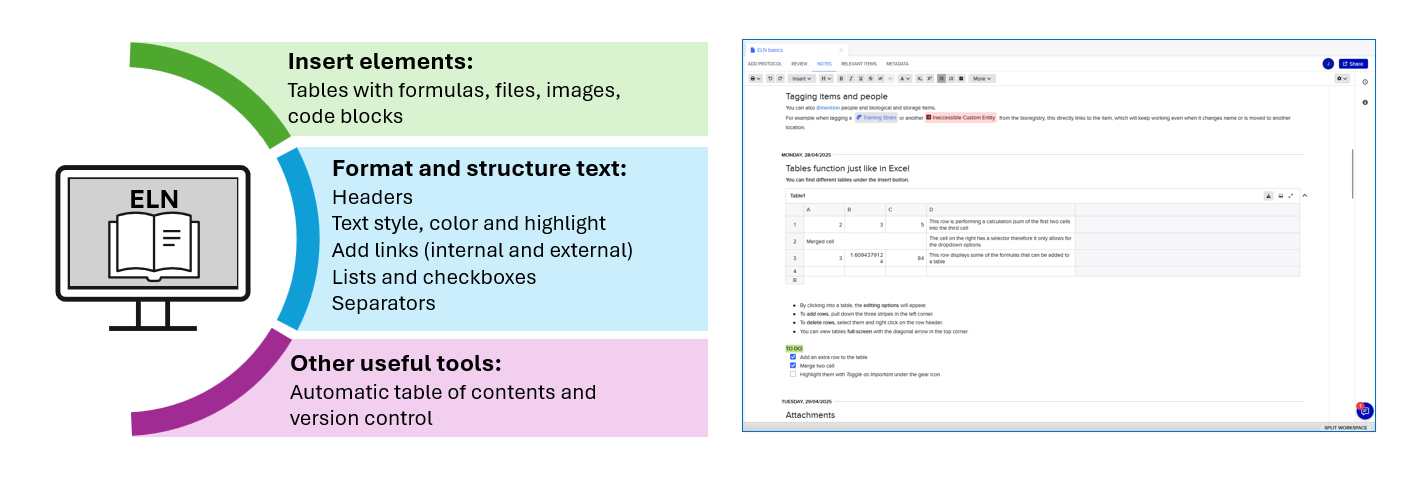 Insert elements:
Tables with formulas, files, images,
code blocks
ELN
Format and structure text:
Headers
Text style, color and highlight
Add links (internal and external)
Lists and checkboxes
Separators
Other useful tools:
Automatic table of contents and
version control
ELN basics
ADD PROTOCOL REVIEW NOTES RELEVANT ITEMS METADATA
J Share
Insert H B I U S A X₂ X² More
Tagging items and people
You can also @mention people and biological and storage items.
For example when tagging a Training Strain or another Inaccessible Custom Entity from the bioregistry, this directly links to the item, which will keep working even when it changes name or is moved to another
location.
MONDAY, 28/04/2025
Tables function just like in Excel
You can find different tables under the Insert button.
Table1
A B C D
1 2 3 5 This row is performing a calculation (sum of the first two cells
into the third cell
2 Merged cell The cell on the right has a selector therefore it only allows for
the dropdown options
3 3 1.609437912
4 84 This row displays some of the formulas that can be added to
a table
4
By clicking into a table, the editing options will appear.
To add rows, pull down the three stripes in the left corner.
To delete rows, select them and right click on the row header.
You can view tables full-screen with the diagonal arrow in the top corner.
TO DO:
Add an extra row to the table
Merge two cell
Highlight them with Toggle as Important under the gear icon
TUESDAY, 29/04/2025
Attachments
SPLIT WORKSPACE